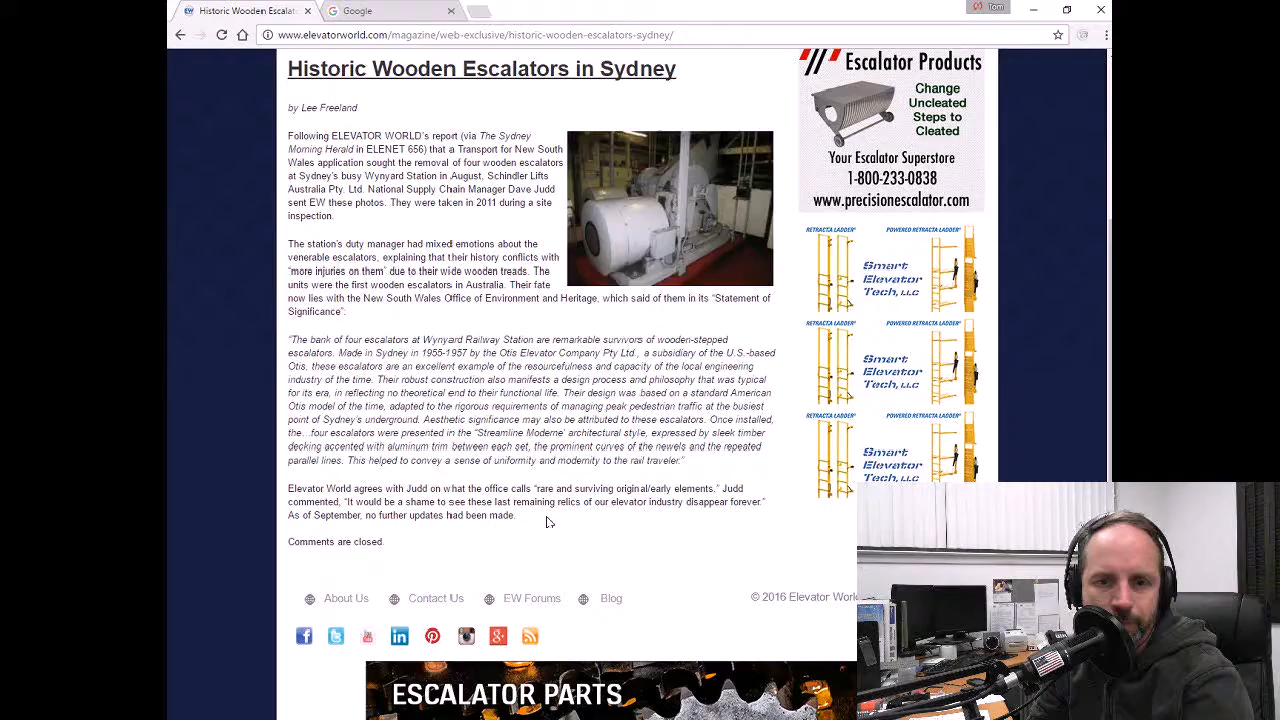 Historic Wooden Escalato
Google
Tom
www.elevatorworld.com/magazine/web-exclusive/historic-wooden-escalators-sydney/
Historic Wooden Escalators in Sydney
by Lee Freeland
Following ELEVATOR WORLD's report (via The Sydney
Morning Herald in ELENET 656) that a Transport for New South
Wales application sought the removal of four wooden escalators
at Sydney's busy Wynyard Station in August, Schindler Lifts
Australia Pty. Ltd. National Supply Chain Manager Dave Judd
sent EW these photos. They were taken in 2011 during a site
inspection.
The station's duty manager had mixed emotions about the
venerable escalators, explaining that their history conflicts with
"more injuries on them" due to their wide wooden treads. The
units were the first wooden escalators in Australia. Their fate
now lies with the New South Wales Office of Environment and Heritage, which said of them in its "Statement of
Significance":
"The bank of four escalators at Wynyard Railway Station are remarkable survivors of wooden-stepped
escalators. Made in Sydney in 1955-1957 by the Otis Elevator Company Pty Ltd., a subsidiary of the U.S.-based
Otis, these escalators are an excellent example of the resourcefulness and capacity of the local engineering
industry of the time. Their robust construction also manifests a design process and philosophy that was typical
for its era, in reflecting no theoretical end to their functional life. Their design was based on a standard American
Otis model of the time, adapted to the rigorous requirements of managing peak pedestrian traffic at the busiest
point of Sydney's underground. Aesthetic significance may also be attributed to these escalators. Once installed,
the…four escalators were presented in the "Streamline Moderne' architectural style, expressed by sleek timber
decking accented with aluminum trim between each set, the prominent curves of the newels and the repeated
parallel lines. This helped to convey a sense of uniformity and modernity to the rail traveler."
Elevator World agrees with Judd on what the office calls "rare and surviving original/early elements." Judd
commented, "It would be a shame to see these last remaining relics of our elevator industry disappear forever."
As of September, no further updates had been made.
Comments are closed.
About Us
Contact Us
EW Forums
Blog
© 2016 Elevator World
ESCALATOR PARTS
Escalator Products
Change
Uncleated
Steps to
Cleated
Your Escalator Superstore
1-800-233-0838
www.precisionescalator.com
RETRACTA LADDER® POWERED RETRACTA LADDER®
Smart
Elevator
Tech, LLC
RETRACTA LADDER® POWERED RETRACTA LADDER®
Smart
Elevator
Tech, LLC
RETRACTA LADDER® POWERED RETRACTA LADDER®
Smart
Elevator